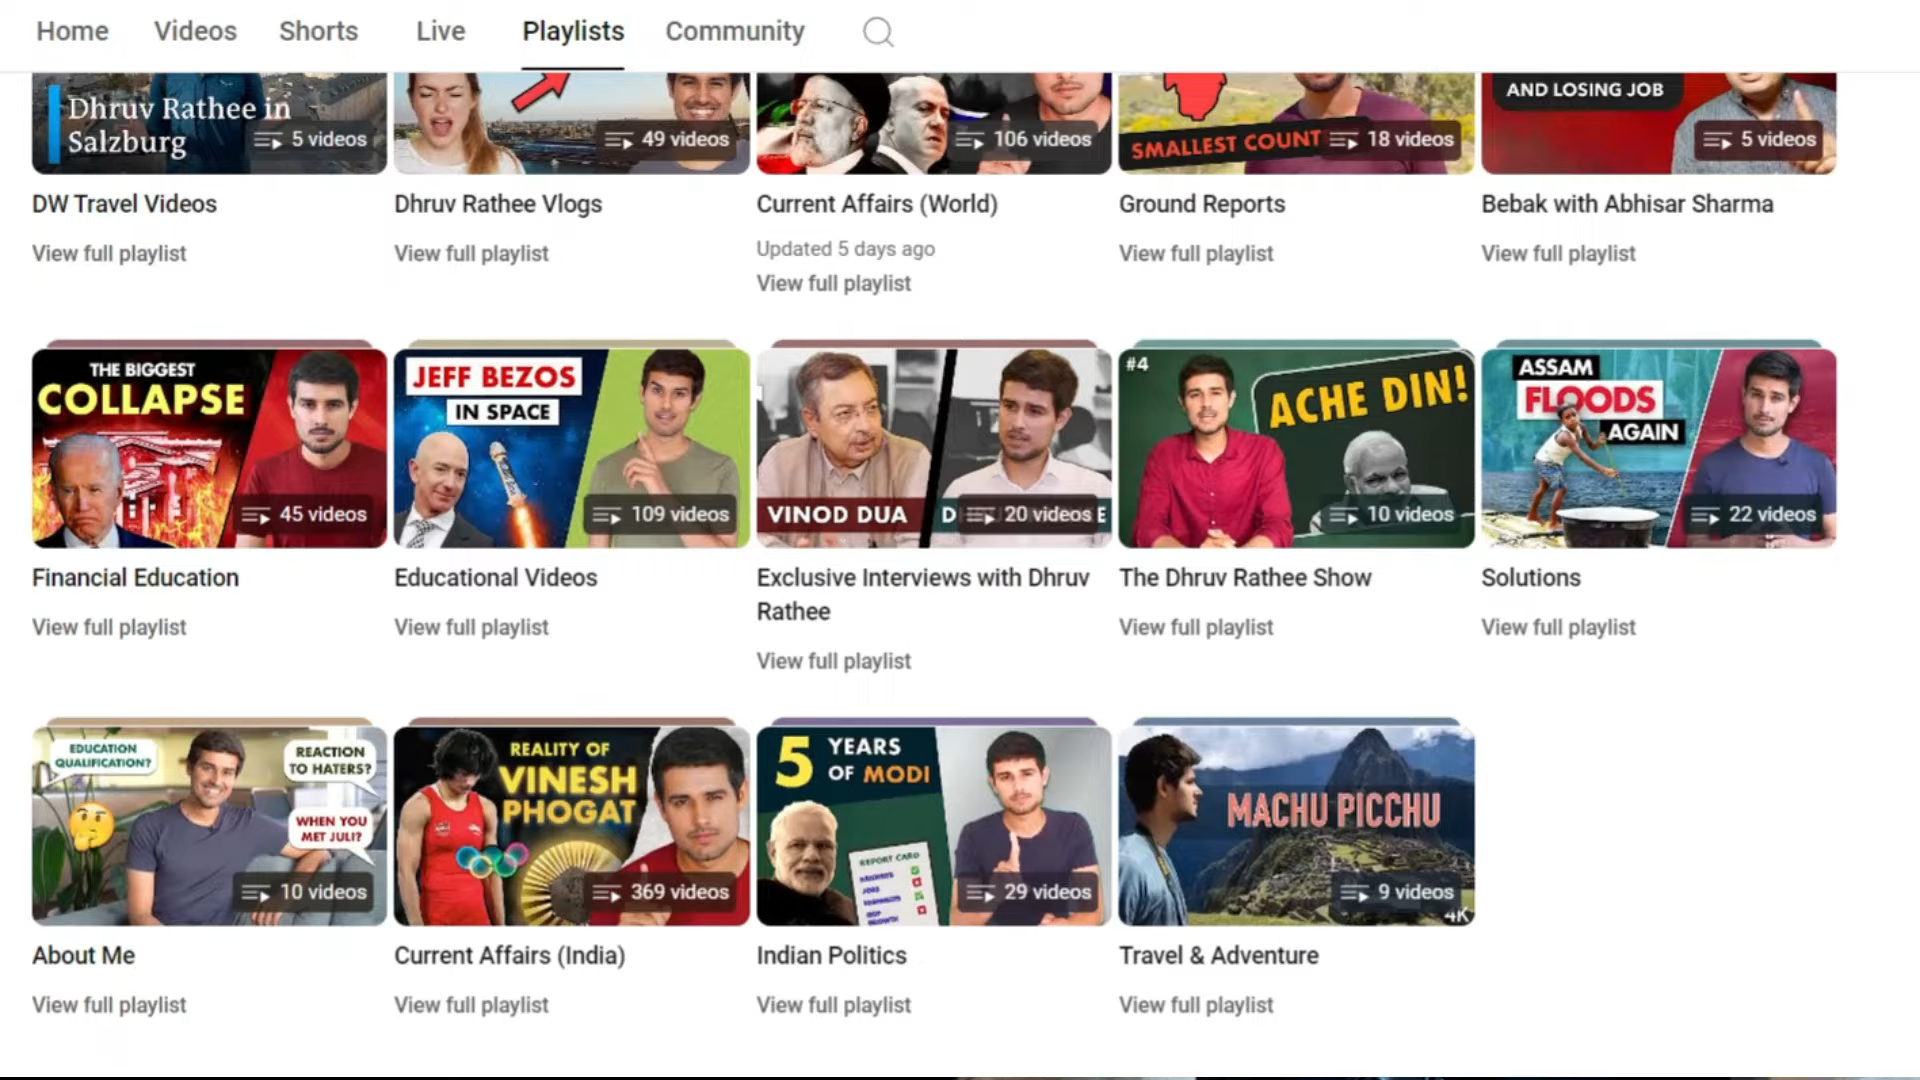 Home Videos Shorts Live Playlists Community
Dhruv Rathee in
Salzburg
5 videos
49 videos
106 videos
SMALLEST COUNT
18 videos
AND LOSING JOB
5 videos
DW Travel Videos
View full playlist
Dhruv Rathee Vlogs
View full playlist
Current Affairs (World)
Updated 5 days ago
View full playlist
Ground Reports
View full playlist
Bebak with Abhisar Sharma
View full playlist
THE BIGGEST
COLLAPSE
45 videos
JEFF BEZOS
IN SPACE
109 videos
VINOD DUA
D
20 videos
E
#4
ACHE DIN!
10 videos
ASSAM
FLOODS
AGAIN
22 videos
Financial Education
View full playlist
Educational Videos
View full playlist
Exclusive Interviews with Dhruv
Rathee
View full playlist
The Dhruv Rathee Show
View full playlist
Solutions
View full playlist
EDUCATION
QUALIFICATION?
REACTION
TO HATERS?
WHEN YOU
MET JULI?
10 videos
REALITY OF
VINESH
PHOGAT
369 videos
5 YEARS
OF MODI
REPORT CARD
29 videos
MACHU PICCHU
9 videos
4K
About Me
View full playlist
Current Affairs (India)
View full playlist
Indian Politics
View full playlist
Travel & Adventure
View full playlist